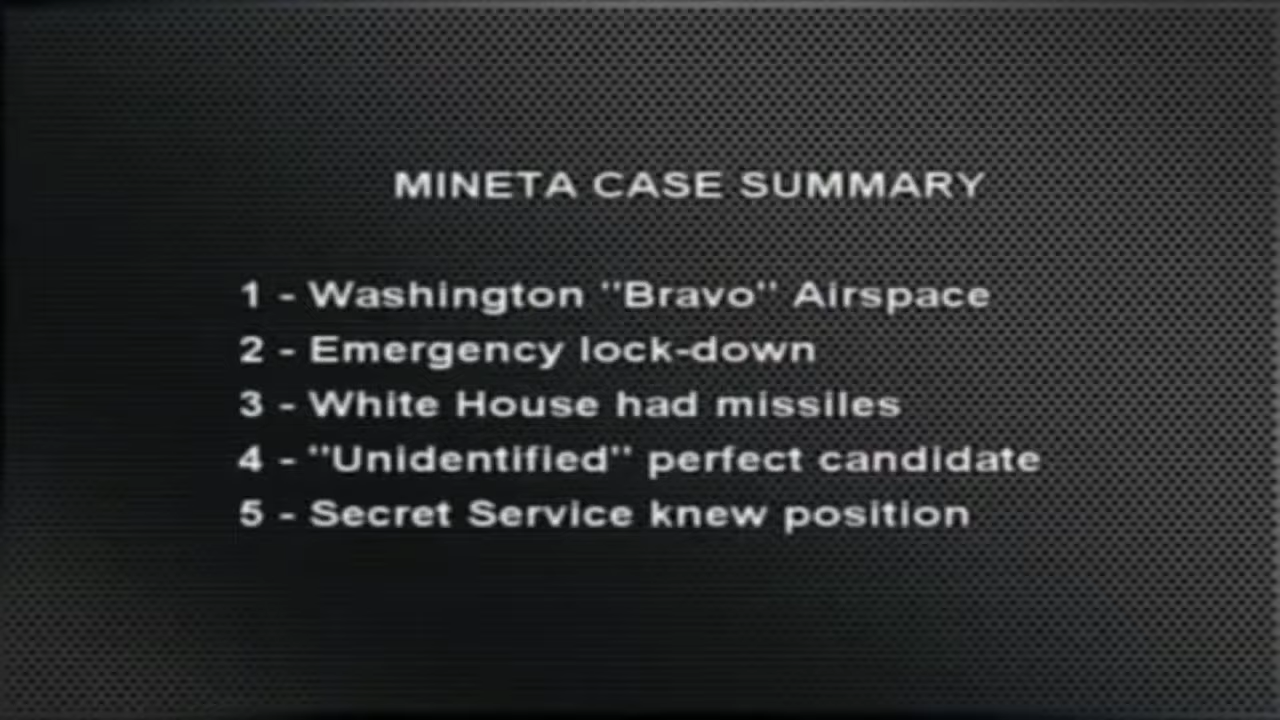 MINETA CASE SUMMARY
1 - Washington "Bravo" Airspace
2 - Emergency lock-down
3 - White House had missiles
4 - "Unidentified" perfect candidate
5 - Secret Service knew position